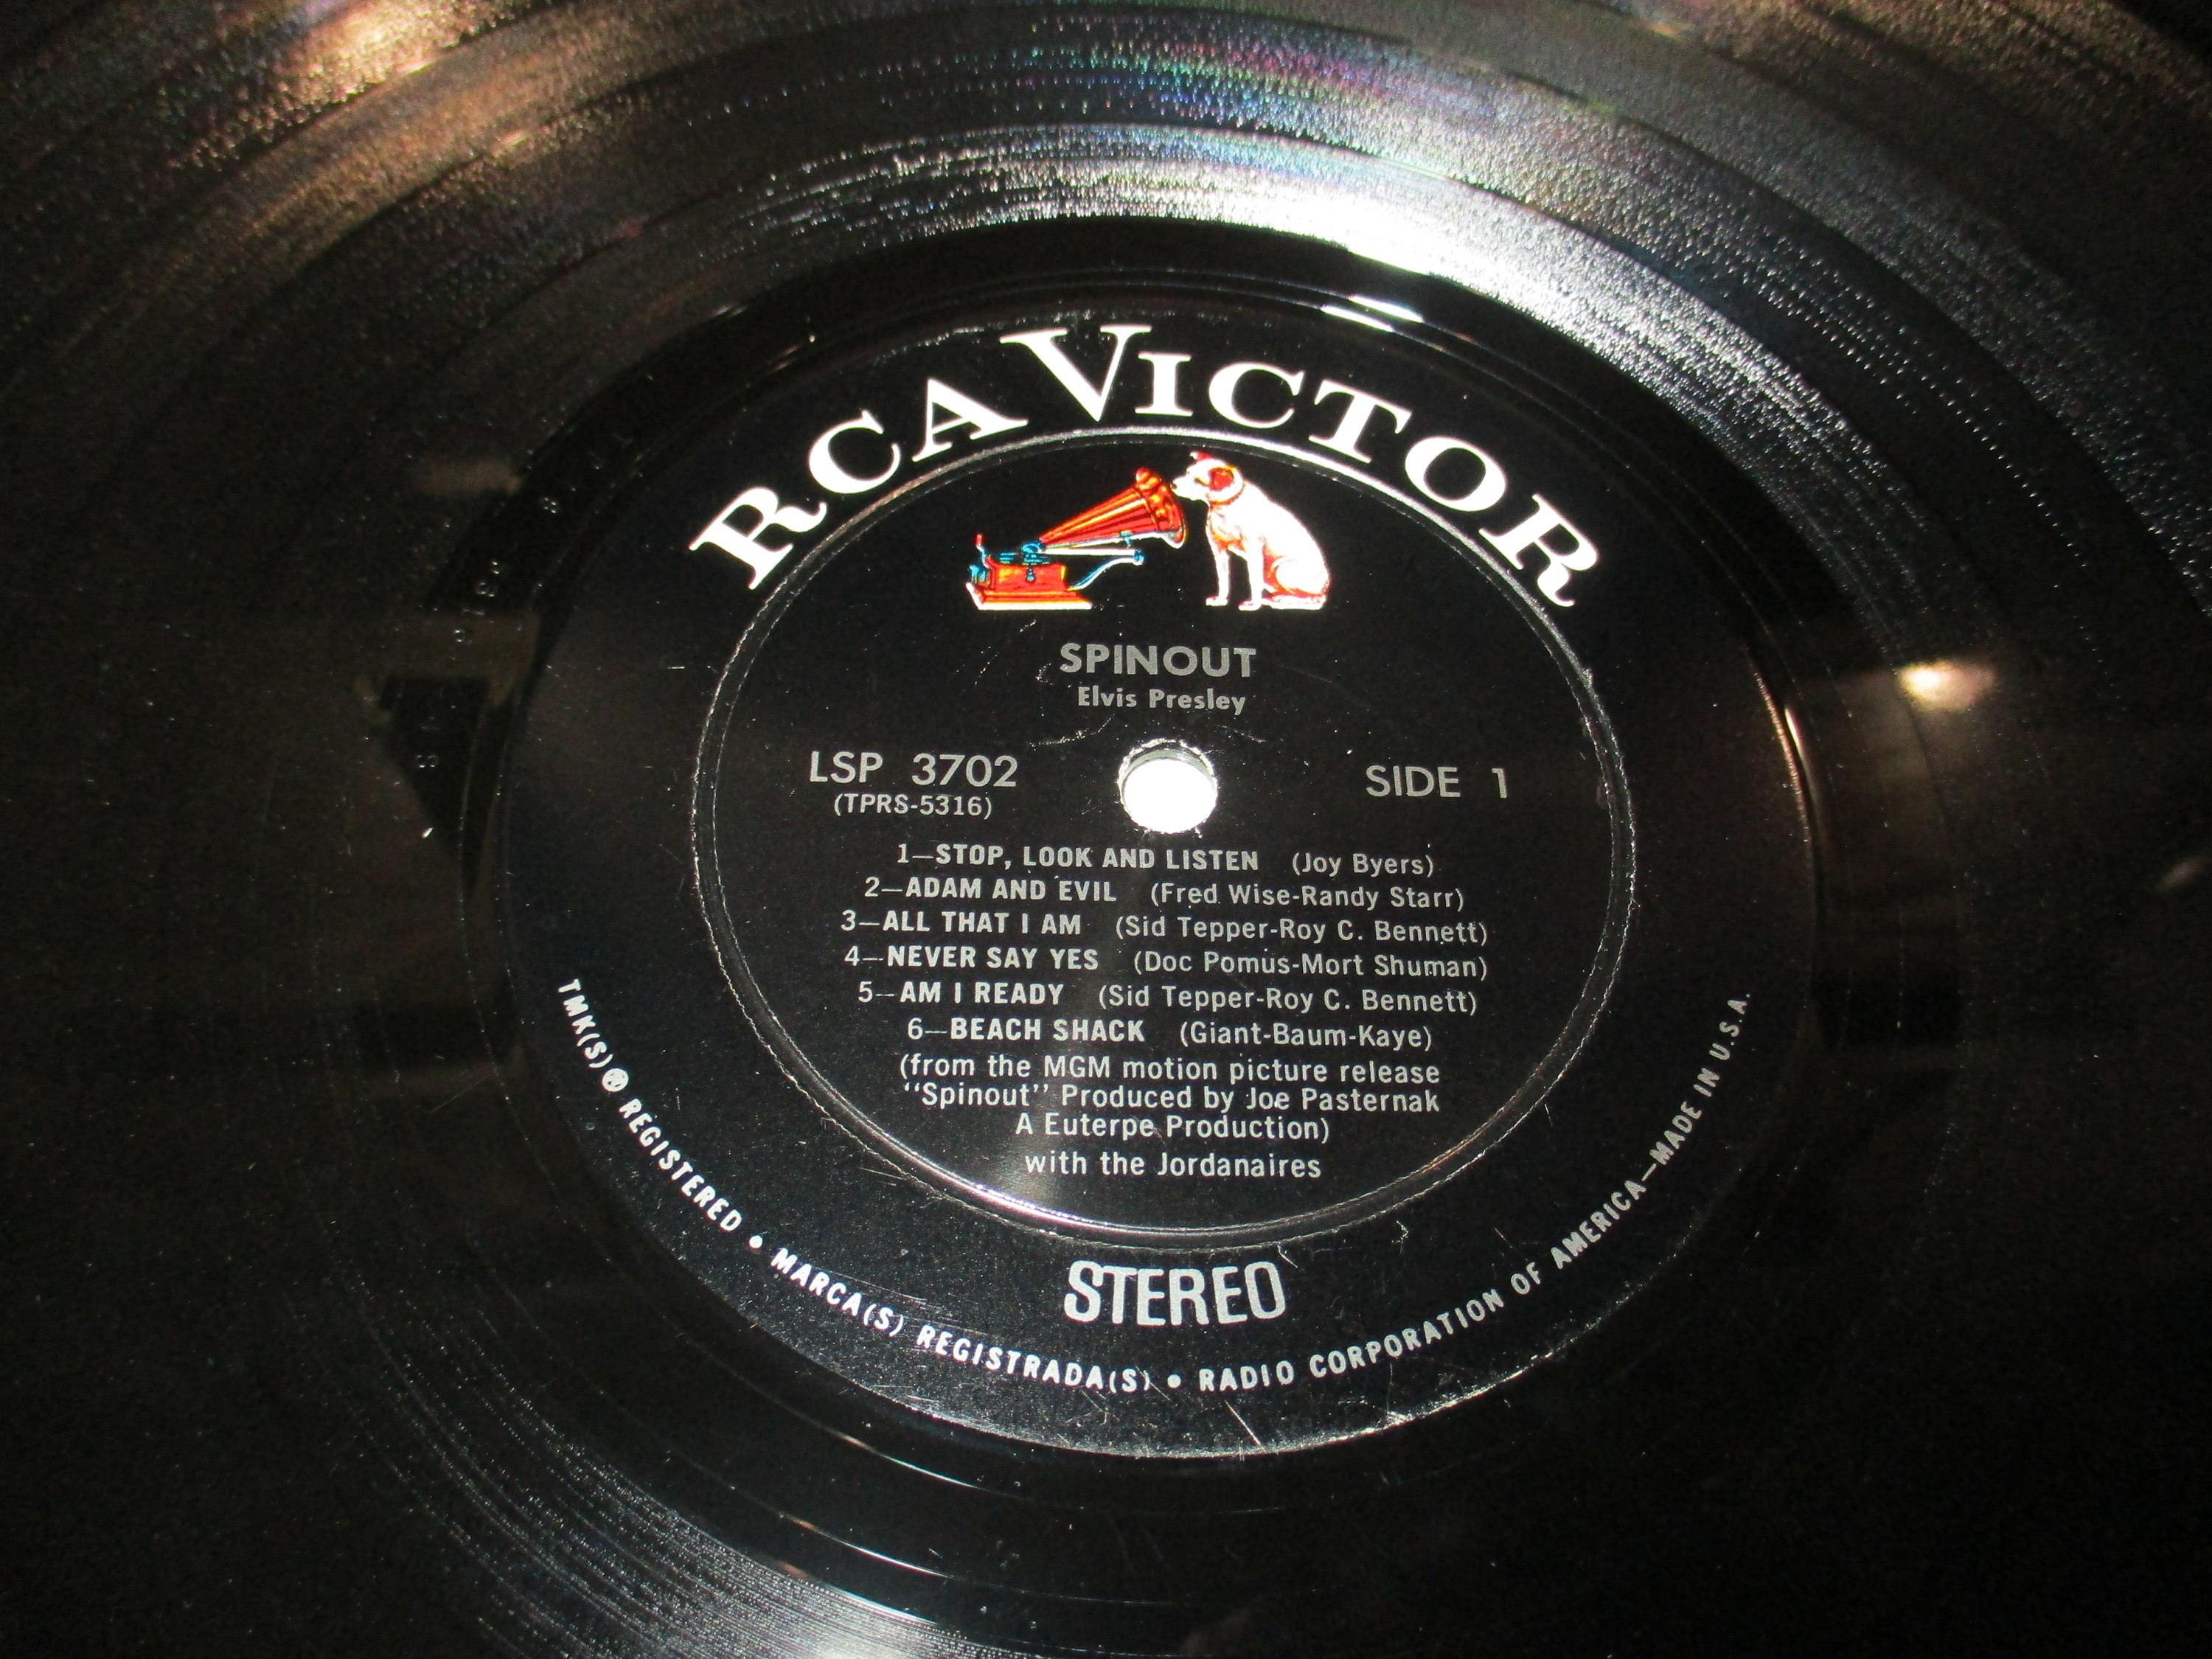 RCA VICTOR
SPINOUT
Elvis Presley
LSP 3702
(TPRS-5316)
SIDE 1
1—STOP, LOOK AND LISTEN (Joy Byers)
2—ADAM AND EVIL (Fred Wise-Randy Starr)
3—ALL THAT I AM (Sid Tepper-Roy C. Bennett)
4—NEVER SAY YES (Doc Pomus-Mort Shuman)
5—AM I READY (Sid Tepper-Roy C. Bennett)
6—BEACH SHACK (Giant-Baum-Kaye)
(from the MGM motion picture release
"Spinout" Produced by Joe Pasternak
A Euterpe Production)
with the Jordanaires
STEREO
TMK(S) ® REGISTERED • MARCA(S) REGISTRADA(S) • RADIO CORPORATION OF AMERICA—MADE IN U.S.A.